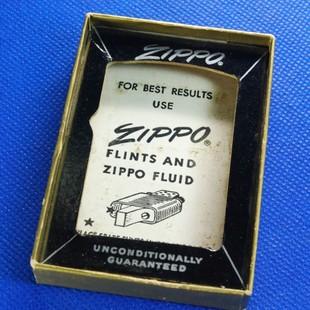 ZIPPO®
FOR BEST RESULTS
USE
ZIPPO®
FLINTS AND
ZIPPO FLUID
UNCONDITIONALLY
GUARANTEED